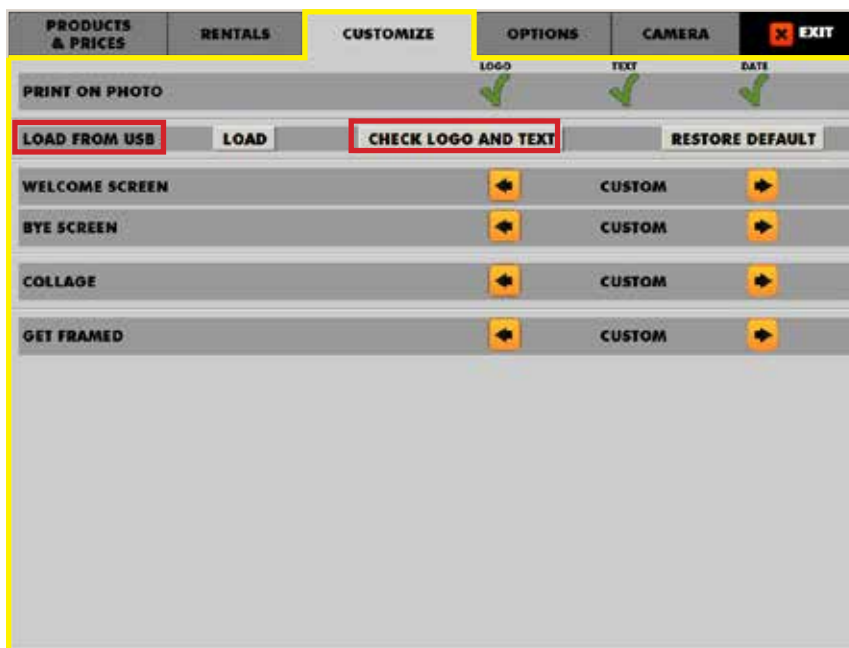 PRODUCTS
& PRICES
RENTALS
CUSTOMIZE
OPTIONS
CAMERA
X EXIT
LOGO TEXT DATE
PRINT ON PHOTO
LOAD FROM USB LOAD CHECK LOGO AND TEXT RESTORE DEFAULT
WELCOME SCREEN CUSTOM
BYE SCREEN CUSTOM
COLLAGE CUSTOM
GET FRAMED CUSTOM